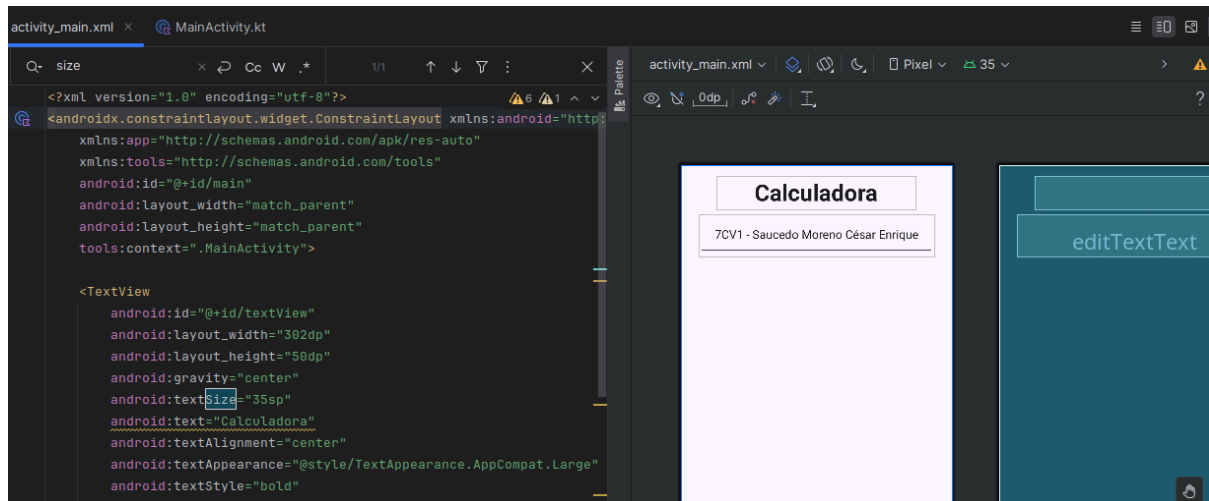 activity_main.xml
MainActivity.kt
size
Cc W .*
1/1
Palette
activity_main.xml
Pixel
35
0dp
?
<?xml version="1.0" encoding="utf-8"?>
6 1
<androidx.constraintlayout.widget.ConstraintLayout xmlns:android="http:
xmlns:app="http://schemas.android.com/apk/res-auto"
xmlns:tools="http://schemas.android.com/tools"
android:id="@+id/main"
android:layout_width="match_parent"
android:layout_height="match_parent"
tools:context=".MainActivity">
<TextView
android:id="@+id/textView"
android:layout_width="302dp"
android:layout_height="50dp"
android:gravity="center"
android:textSize="35sp"
android:text="Calculadora"
android:textAlignment="center"
android:textAppearance="@style/TextAppearance.AppCompat.Large"
android:textStyle="bold"
Calculadora
7CV1 - Saucedo Moreno César Enrique
editTextText